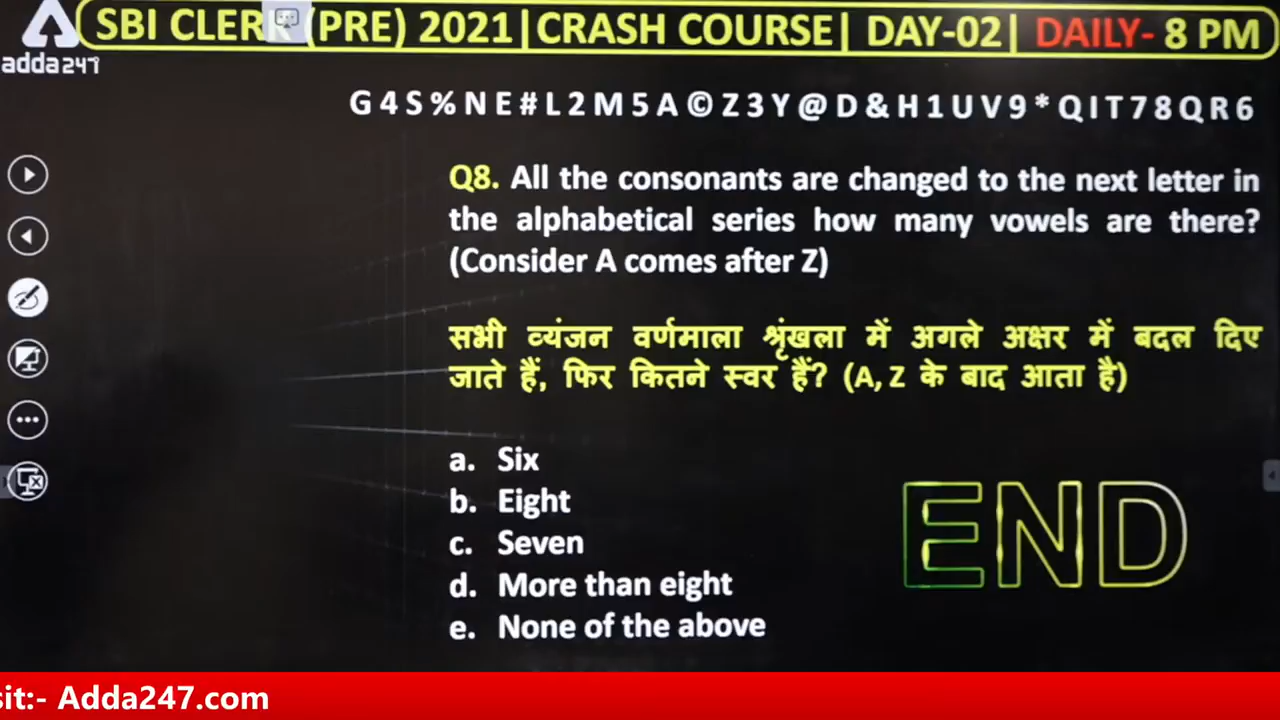 SBI CLERK (PRE) 2021|CRASH COURSE| DAY-02| DAILY- 8 PM
adda247
G 4 S % N E # L 2 M 5 A © Z 3 Y @ D & H 1 U V 9 * Q I T 7 8 Q R 6
Q8. All the consonants are changed to the next letter in
the alphabetical series how many vowels are there?
(Consider A comes after Z)
सभी व्यंजन वर्णमाला श्रृंखला में अगले अक्षर में बदल दिए
जाते हैं, फिर कितने स्वर हैं? (A, Z के बाद आता है)
a. Six
b. Eight
c. Seven
d. More than eight
e. None of the above
END
sit:- Adda247.com